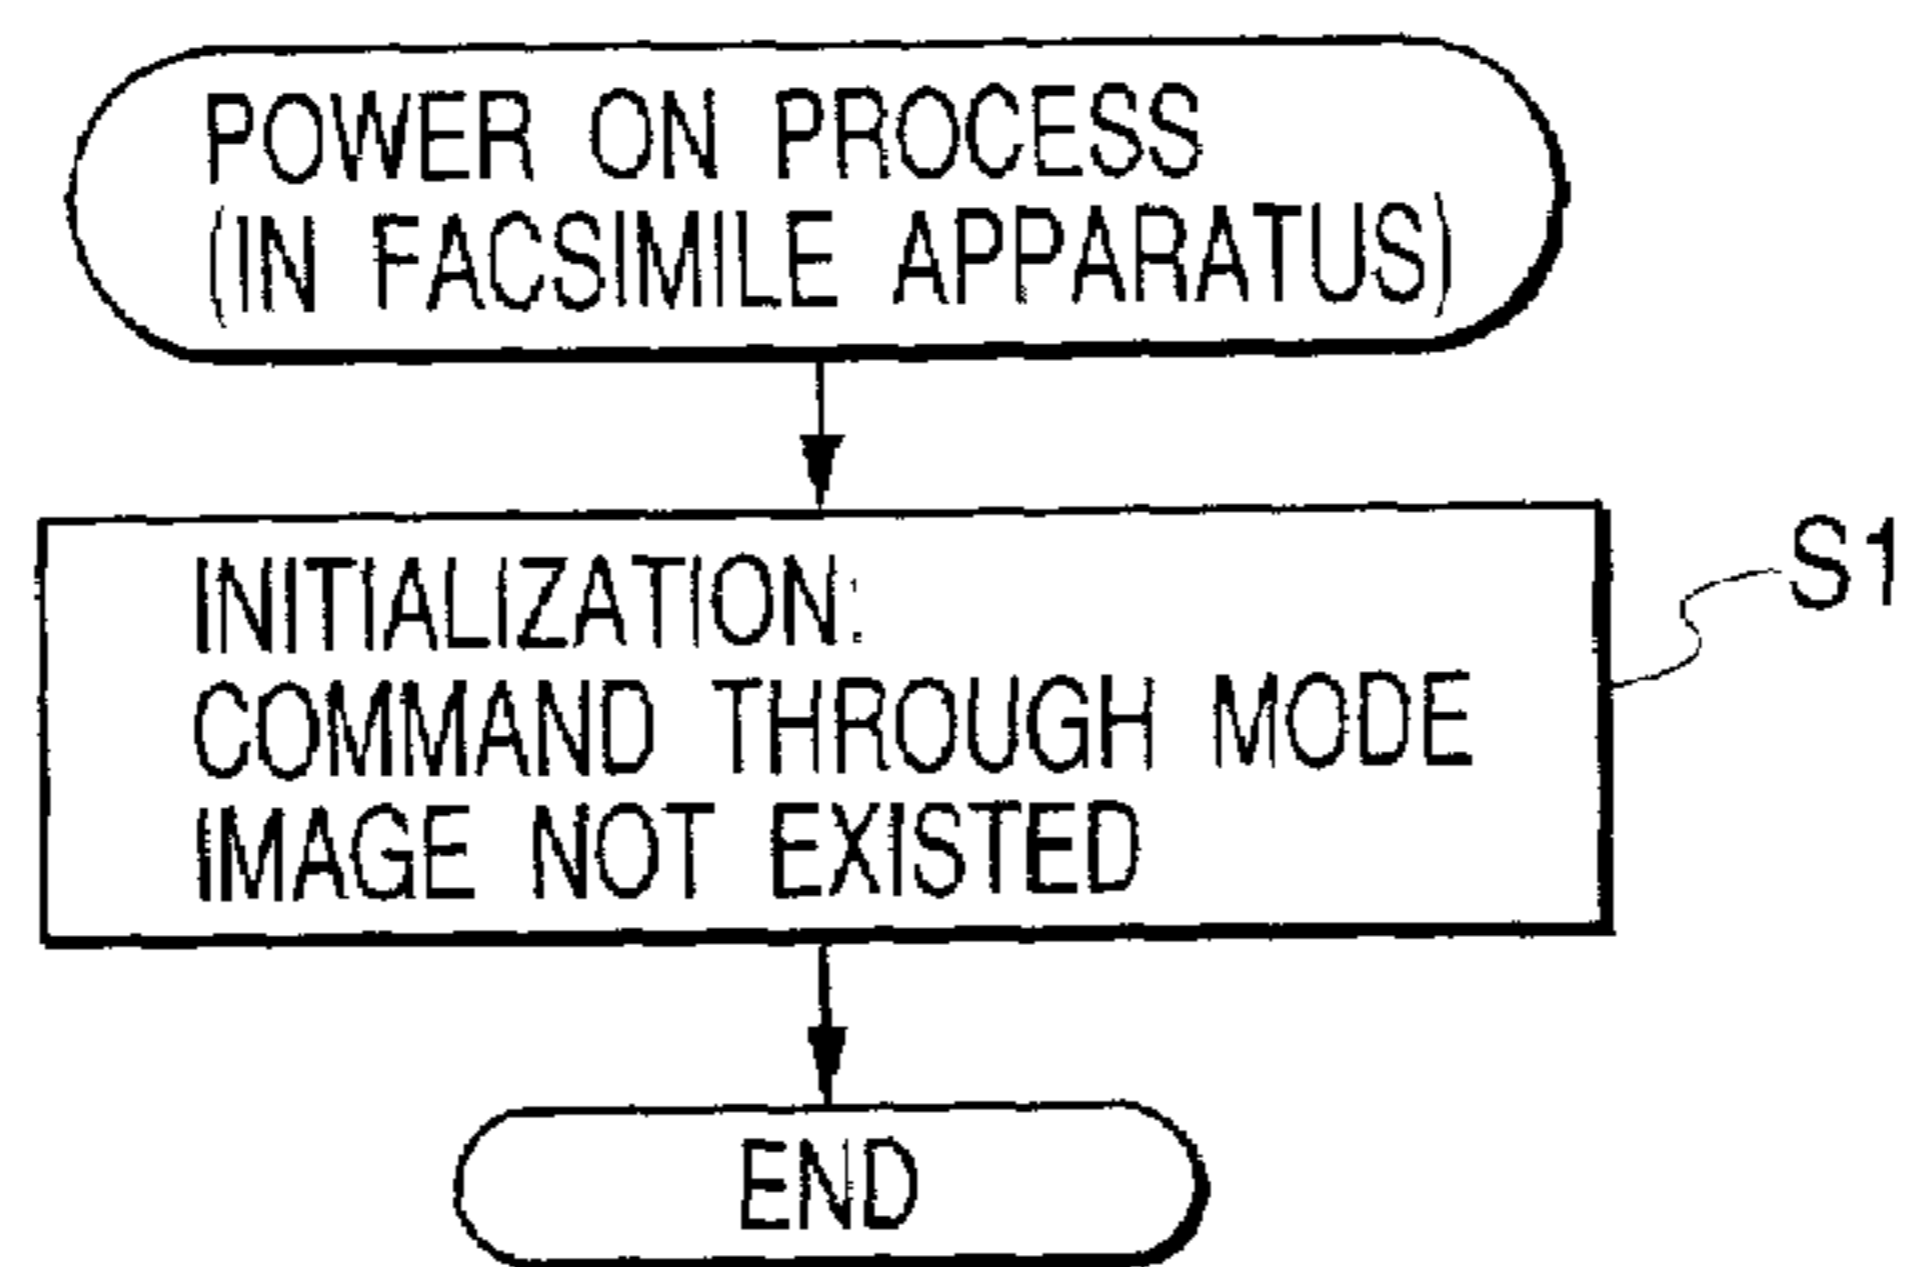 POWER ON PROCESS
(IN FACSIMILE APPARATUS)
INITIALIZATION:
COMMAND THROUGH MODE
IMAGE NOT EXISTED
S1
END